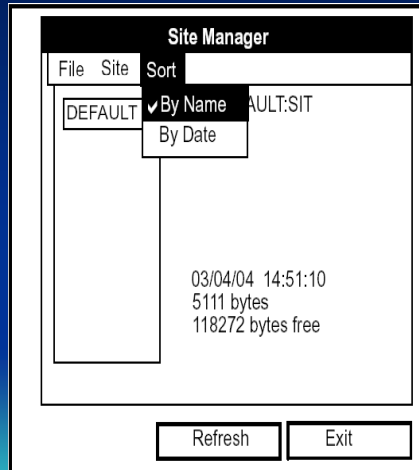 Site Manager
File Site Sort
DEFAULT ✔By Name AULT:SIT
By Date
03/04/04 14:51:10
5111 bytes
118272 bytes free
Refresh Exit